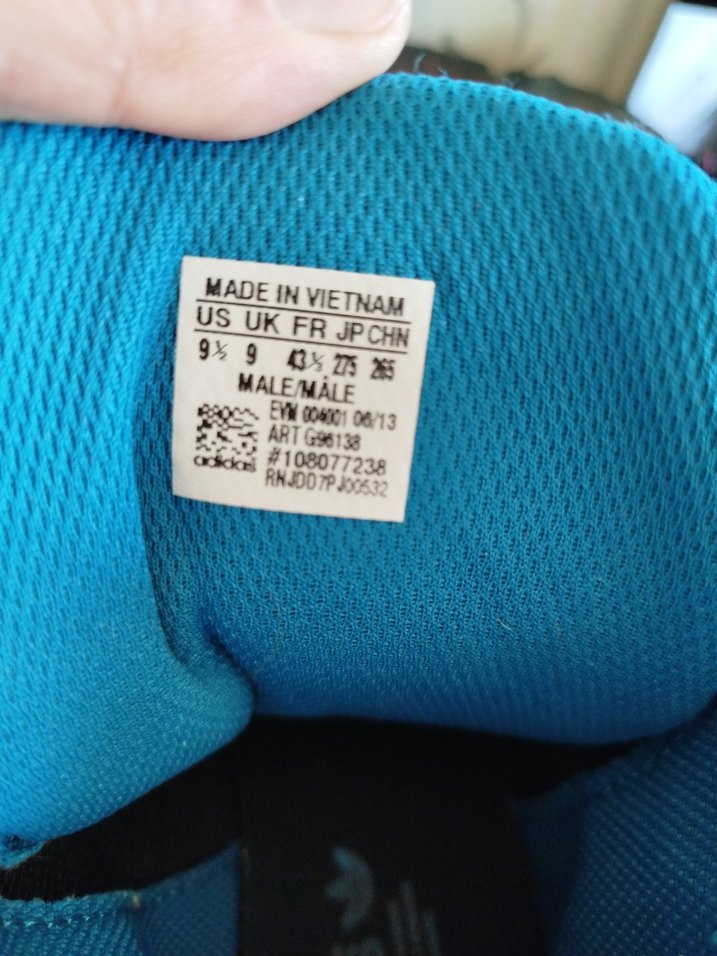 MADE IN VIETNAM
US UK FR JP CHN
9½ 9 43⅓ 275 265
MALE/MÂLE
EVM 004001 06/13
ART G96138
adidas #108077238
RNJDD7PJ00532